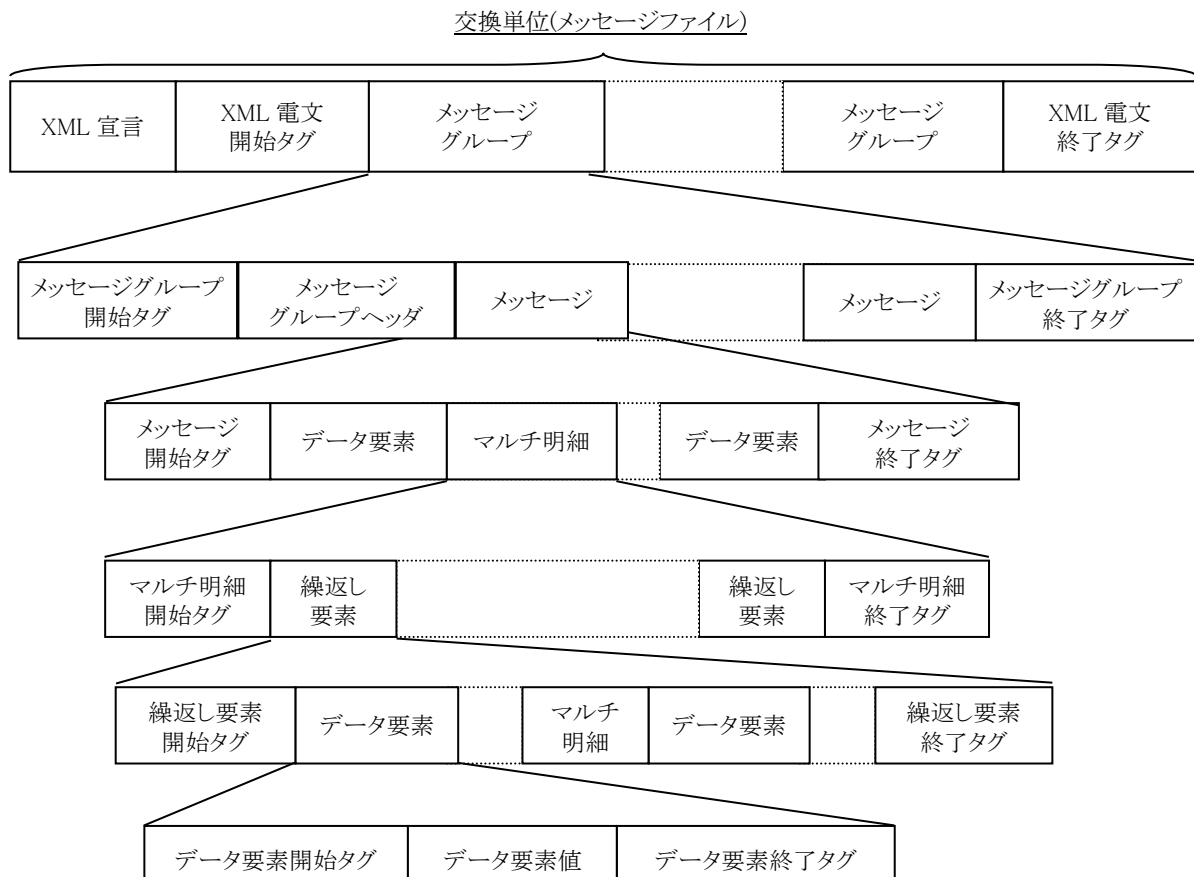 交換単位(メッセージファイル)
XML 宣言
XML 電文
開始タグ
メッセージ
グループ
メッセージ
グループ
XML 電文
終了タグ
メッセージグループ
開始タグ
メッセージ
グループヘッダ
メッセージ
メッセージ
メッセージグループ
終了タグ
メッセージ
開始タグ
データ要素
マルチ明細
データ要素
メッセージ
終了タグ
マルチ明細
開始タグ
繰返し
要素
繰返し
要素
マルチ明細
終了タグ
繰返し要素
開始タグ
データ要素
マルチ
明細
データ要素
繰返し要素
終了タグ
データ要素開始タグ
データ要素値
データ要素終了タグ